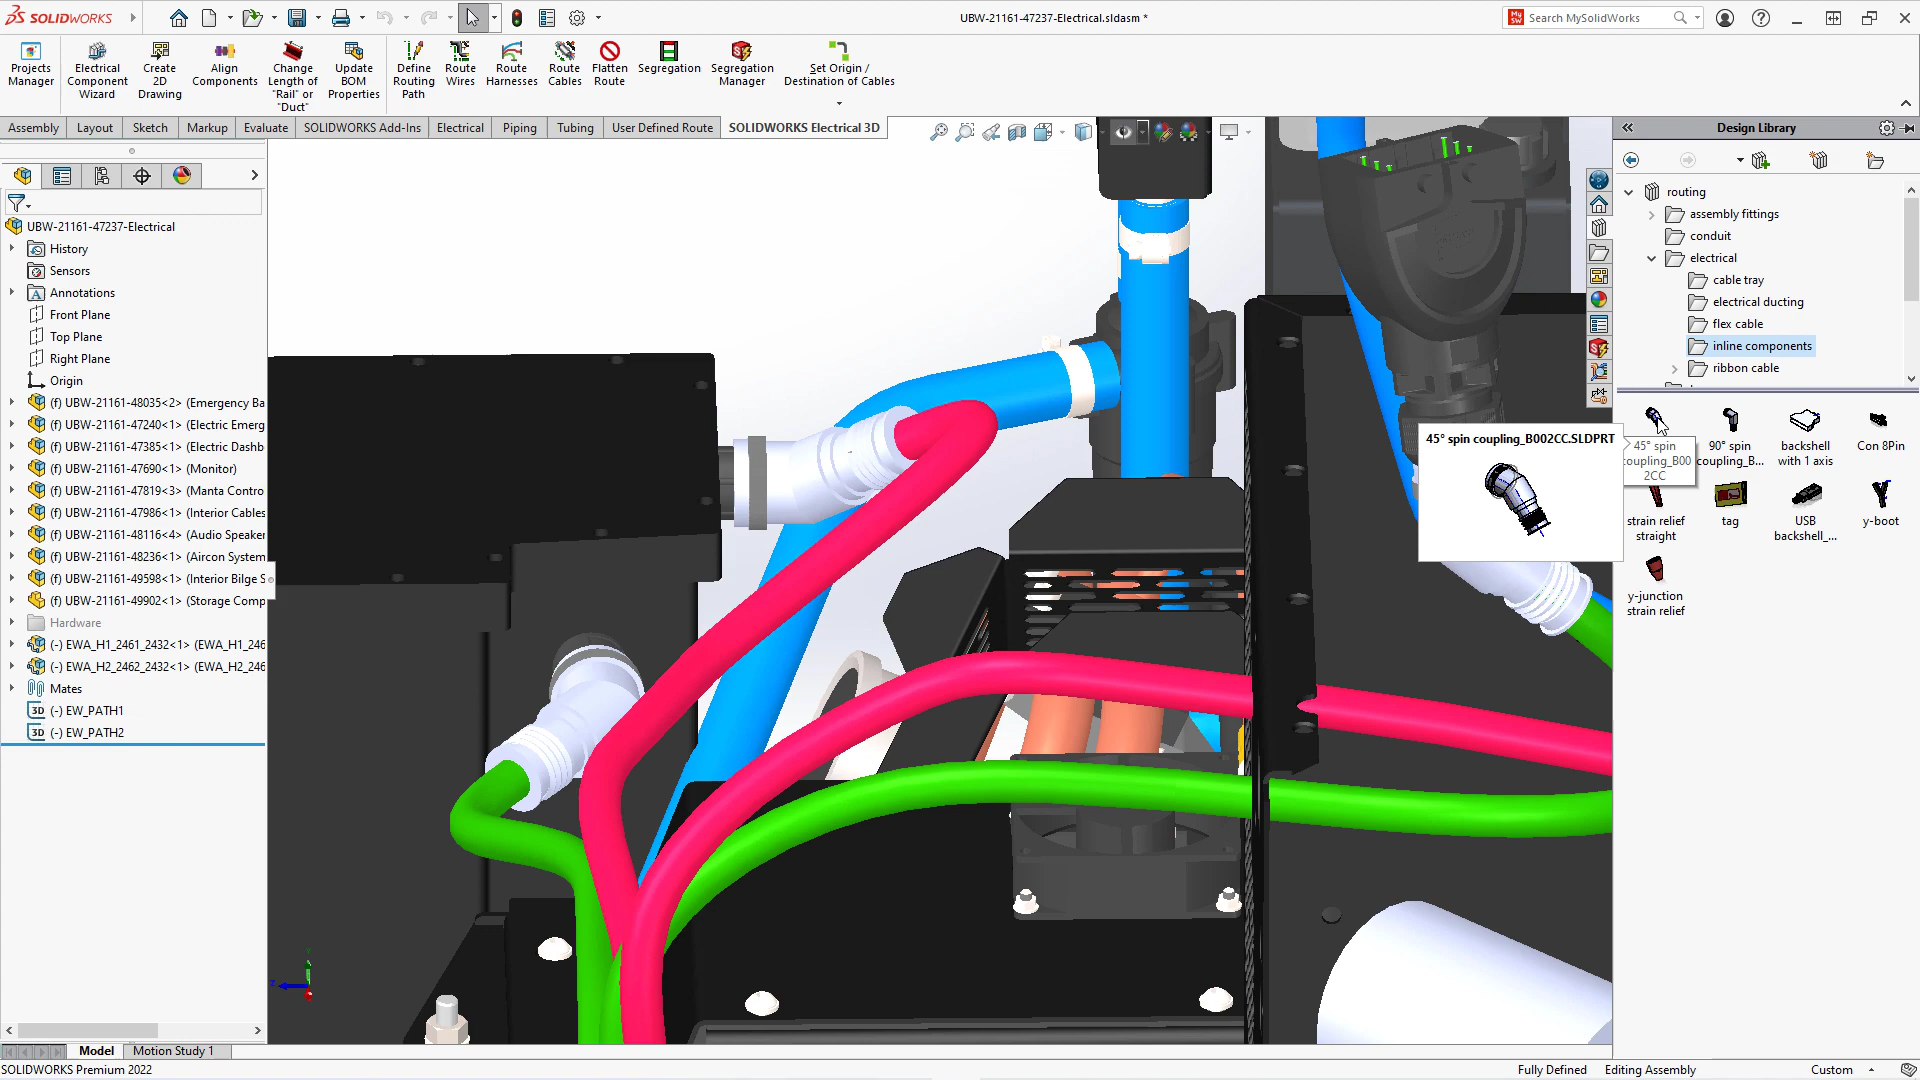 SOLIDWORKS
UBW-21161-47237-Electrical.sldasm *
Search MySolidWorks
Projects Manager
Electrical Component Wizard
Create 2D Drawing
Align Components
Change Length of "Rail" or "Duct"
Update BOM Properties
Define Routing Path
Route Wires
Route Harnesses
Route Cables
Flatten Route
Segregation
Segregation Manager
Set Origin / Destination of Cables
Assembly
Layout
Sketch
Markup
Evaluate
SOLIDWORKS Add-Ins
Electrical
Piping
Tubing
User Defined Route
SOLIDWORKS Electrical 3D
UBW-21161-47237-Electrical
History
Sensors
Annotations
Front Plane
Top Plane
Right Plane
Origin
(f) UBW-21161-48035<2> (Emergency Ba
(f) UBW-21161-47240<1> (Electric Emerg
(f) UBW-21161-47385<1> (Electric Dashb
(f) UBW-21161-47690<1> (Monitor)
(f) UBW-21161-47819<3> (Manta Contro
(f) UBW-21161-47986<1> (Interior Cables
(f) UBW-21161-48116<4> (Audio Speaker
(f) UBW-21161-48236<1> (Aircon System
(f) UBW-21161-49598<1> (Interior Bilge S
(f) UBW-21161-49902<1> (Storage Comp
Hardware
(-) EWA_H1_2461_2432<1> (EWA_H1_246
(-) EWA_H2_2462_2432<1> (EWA_H2_246
Mates
3D (-) EW_PATH1
3D (-) EW_PATH2
Design Library
routing
assembly fittings
conduit
electrical
cable tray
electrical ducting
flex cable
inline components
ribbon cable
45° spin coupling_B002CC.SLDPRT
45° spin
coupling_B00
2CC
90° spin
coupling_B...
backshell
with 1 axis
Con 8Pin
strain relief
straight
tag
USB
backshell_...
y-boot
y-junction
strain relief
Model
Motion Study 1
SOLIDWORKS Premium 2022
Fully Defined
Editing Assembly
Custom